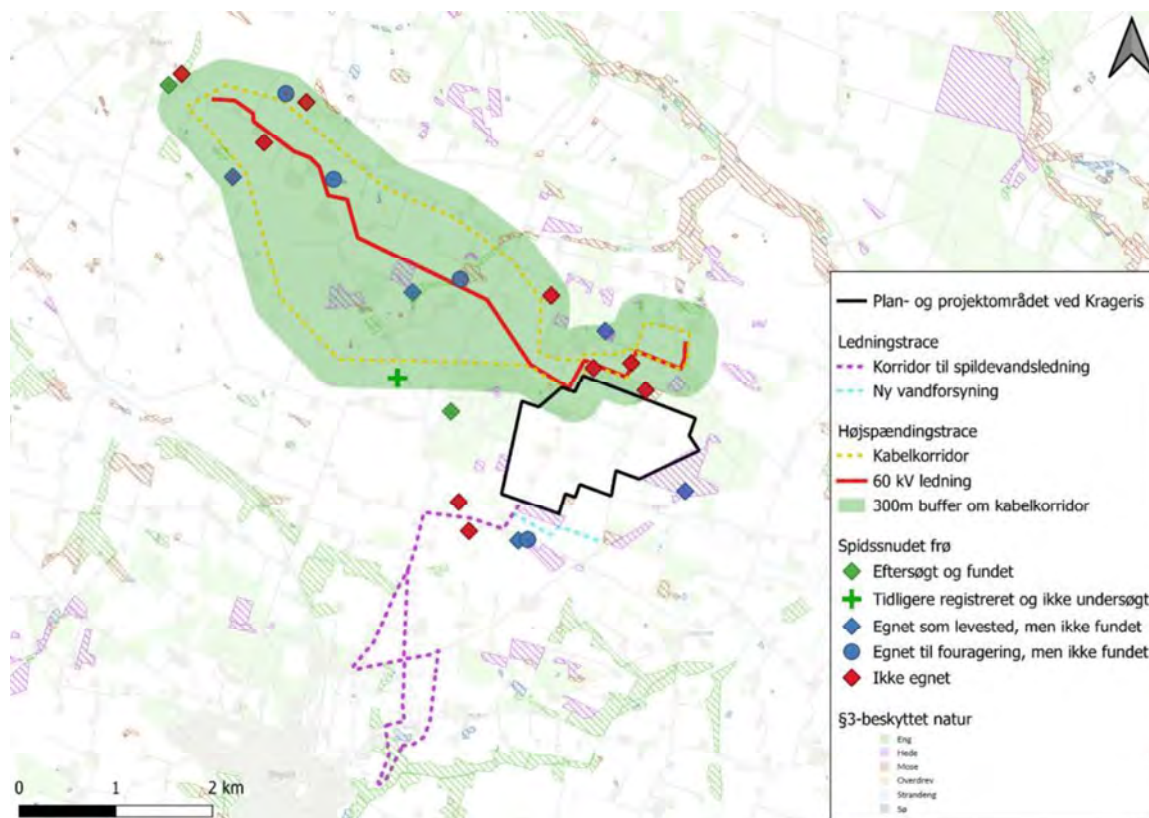 Plan- og projektområdet ved Krageris
Ledningstrace
Korridor til spildevandsledning
Ny vandforsyning
Højspændingstrace
Kabelkorridor
60 kV ledning
300m buffer om kabelkorridor
Spidssnudet frø
Eftersøgt og fundet
Tidligere registreret og ikke undersøgt
Egnet som levested, men ikke fundet
Egnet til fouragering, men ikke fundet
Ikke egnet
§3-beskyttet natur
Eng
Hede
Mose
Overdrev
Strandeng
Sø
0 1 2 km